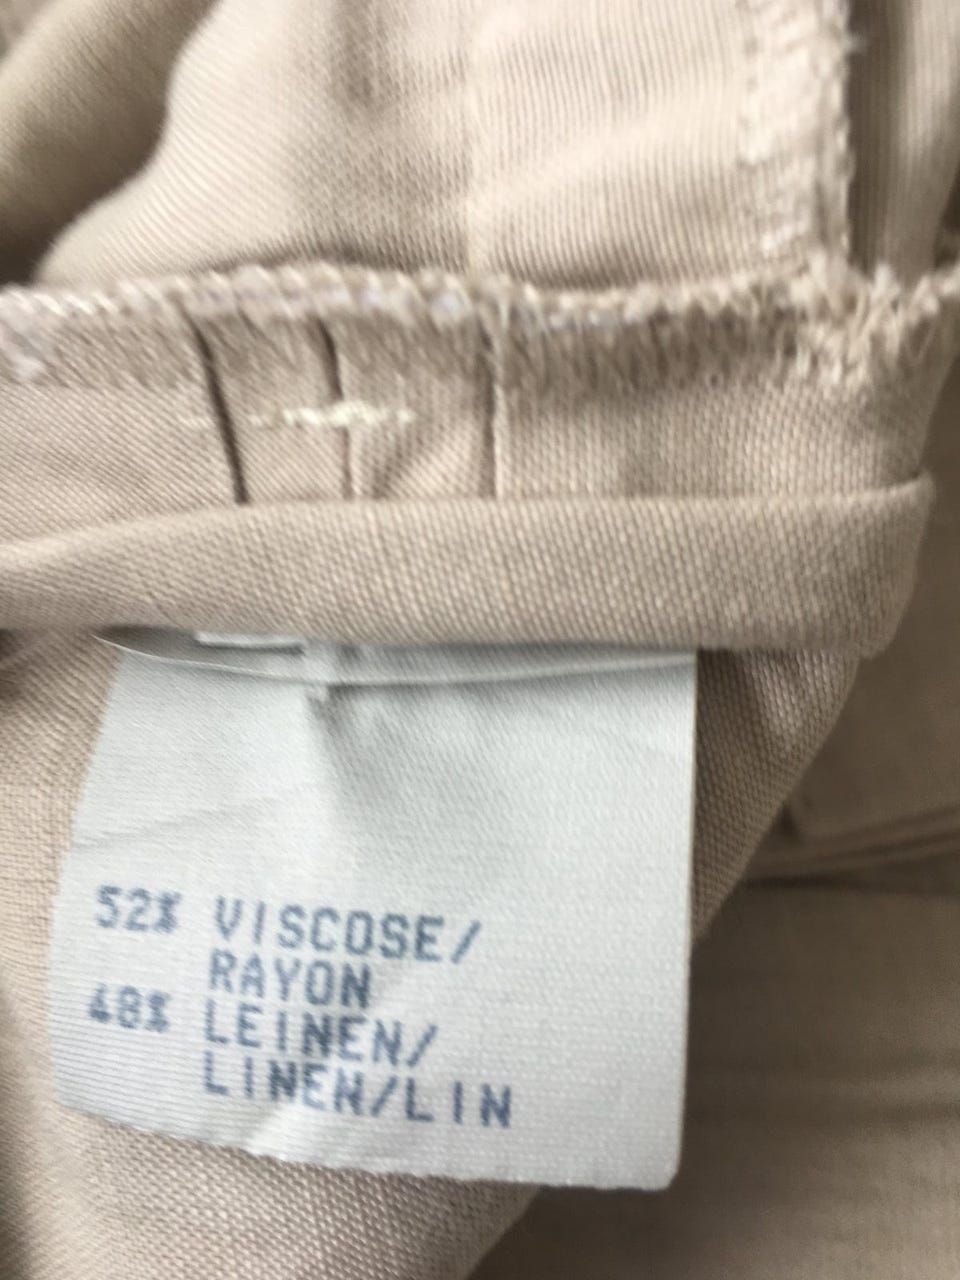 52% VISCOSE/
RAYON
48% LEINEN/
LINEN/LIN